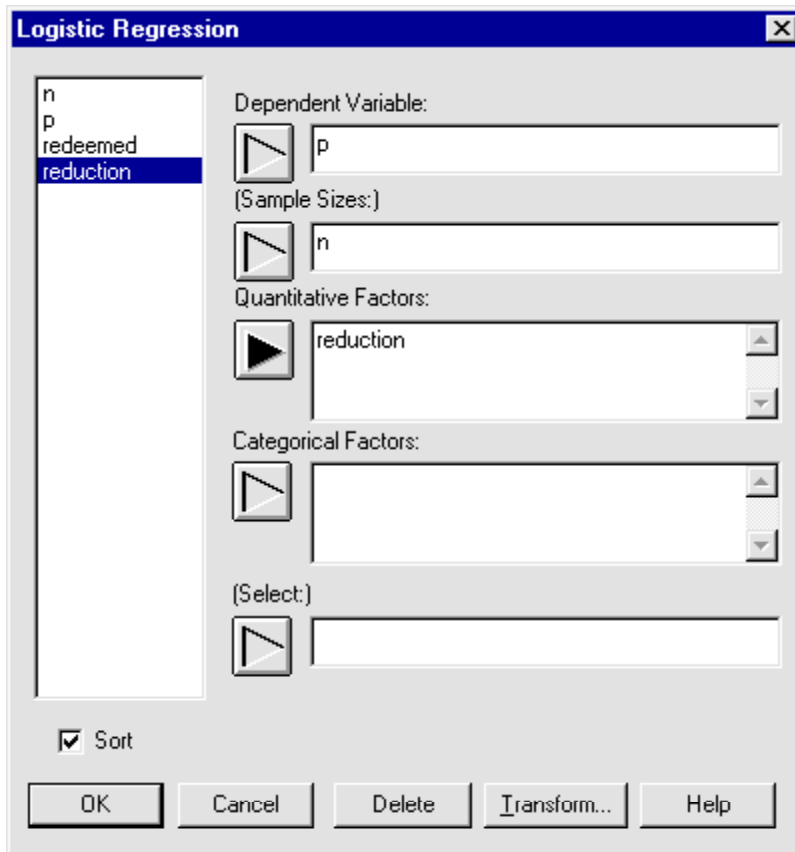 Logistic Regression
n
p
redeemed
reduction
Dependent Variable:
p
(Sample Sizes:)
n
Quantitative Factors:
reduction
Categorical Factors:
(Select:)
Sort
OK
Cancel
Delete
Transform...
Help